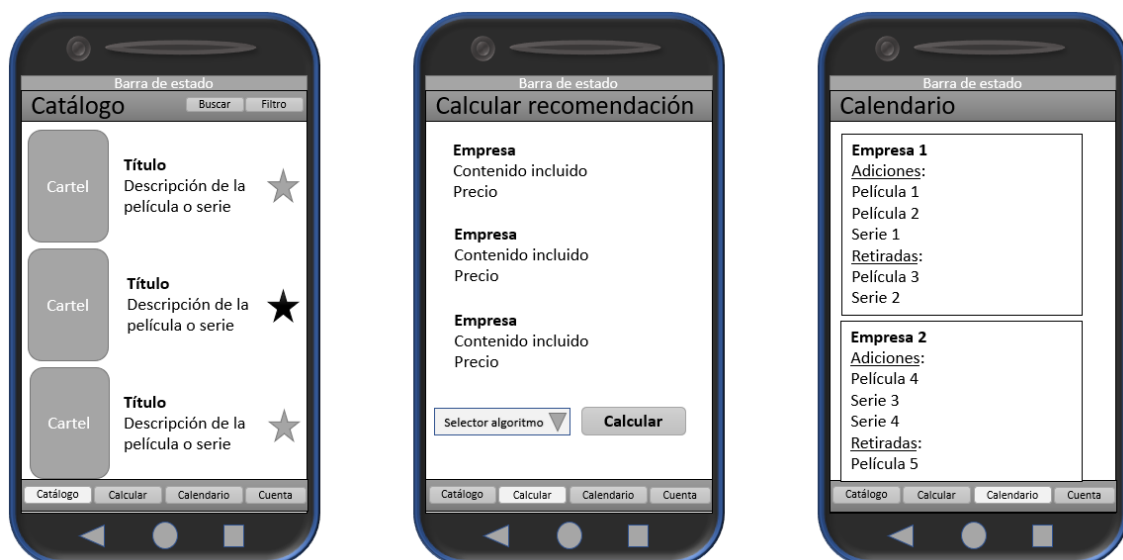 Barra de estado
Catálogo
Buscar
Filtro
Cartel
Título
Descripción de la
película o serie
Cartel
Título
Descripción de la
película o serie
Cartel
Título
Descripción de la
película o serie
Catálogo
Calcular
Calendario
Cuenta
Barra de estado
Calcular recomendación
Empresa
Contenido incluido
Precio
Empresa
Contenido incluido
Precio
Empresa
Contenido incluido
Precio
Selector algoritmo
Calcular
Catálogo
Calcular
Calendario
Cuenta
Barra de estado
Calendario
Empresa 1
Adiciones:
Película 1
Película 2
Serie 1
Retiradas:
Película 3
Serie 2
Empresa 2
Adiciones:
Película 4
Serie 3
Serie 4
Retiradas:
Película 5
Catálogo
Calcular
Calendario
Cuenta